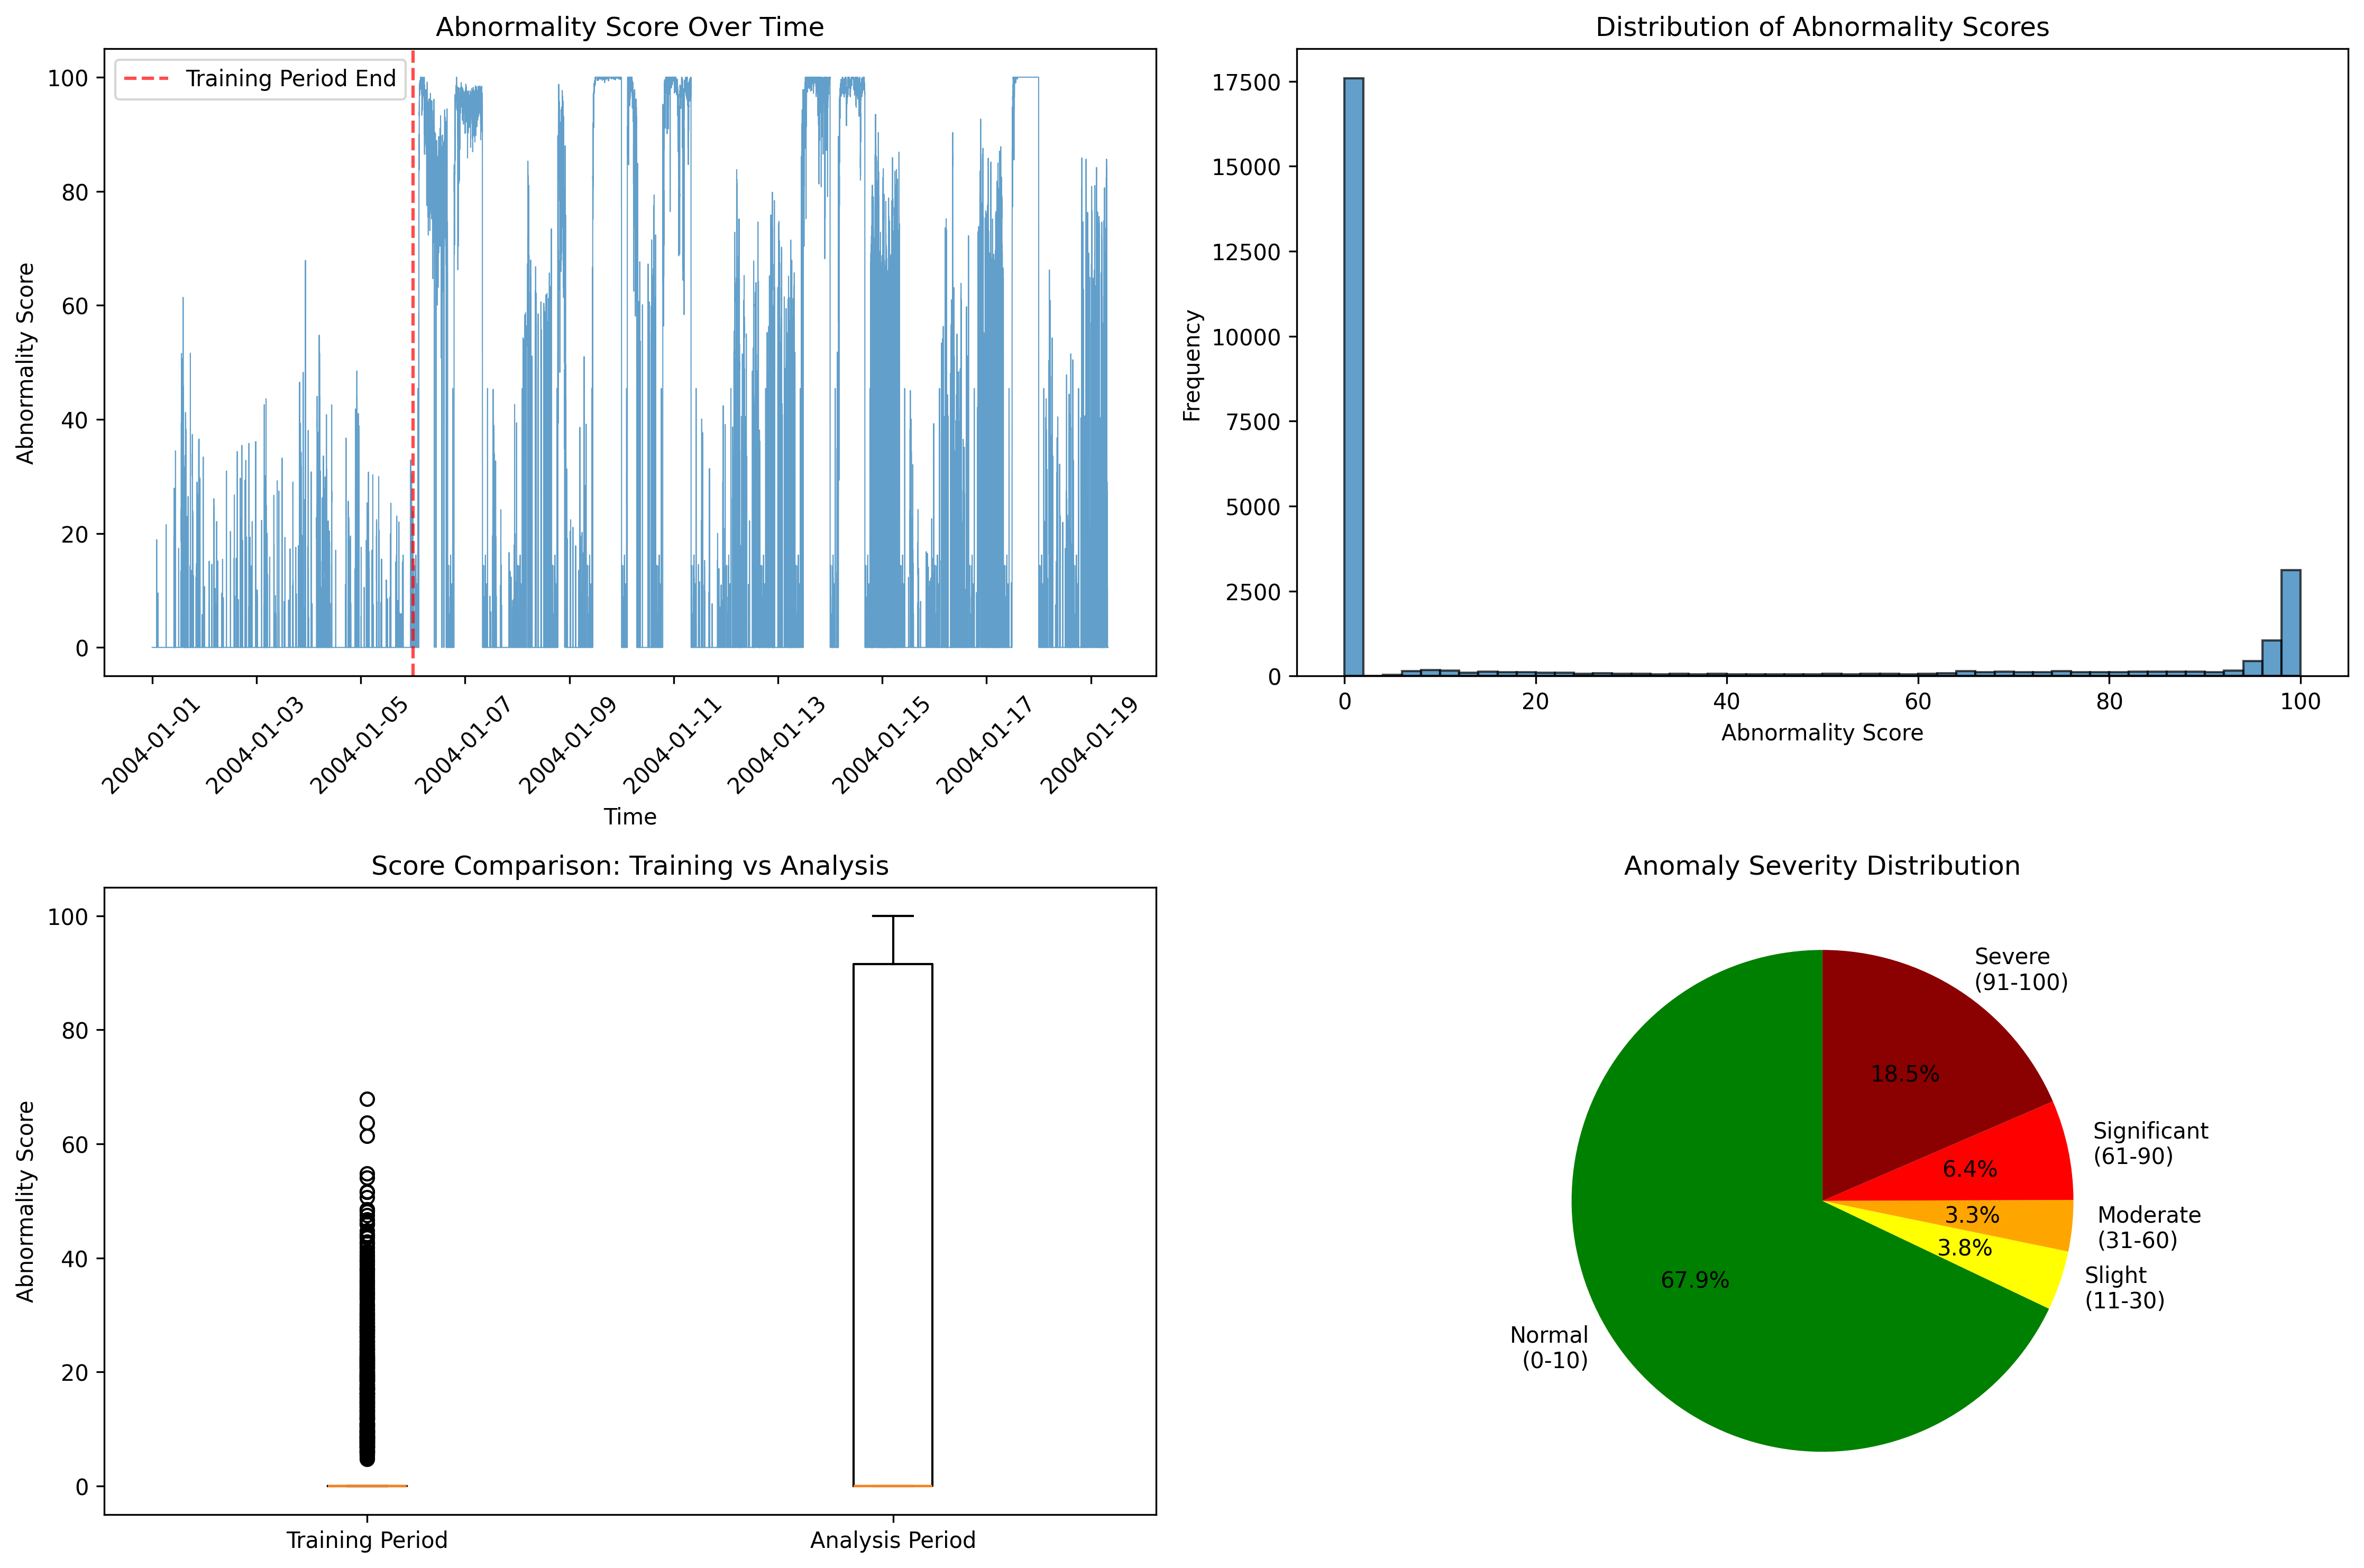 Abnormality Score Over Time
Abnormality Score
100
80
60
40
20
0
Training Period End
2004-01-01
2004-01-03
2004-01-05
2004-01-07
2004-01-09
2004-01-11
2004-01-13
2004-01-15
2004-01-17
2004-01-19
Time
Distribution of Abnormality Scores
Frequency
17500
15000
12500
10000
7500
5000
2500
0
0
20
40
60
80
100
Abnormality Score
Score Comparison: Training vs Analysis
Abnormality Score
100
80
60
40
20
0
Training Period
Analysis Period
Anomaly Severity Distribution
Severe
(91-100)
18.5%
Significant
(61-90)
6.4%
Moderate
(31-60)
3.3%
Slight
(11-30)
3.8%
67.9%
Normal
(0-10)